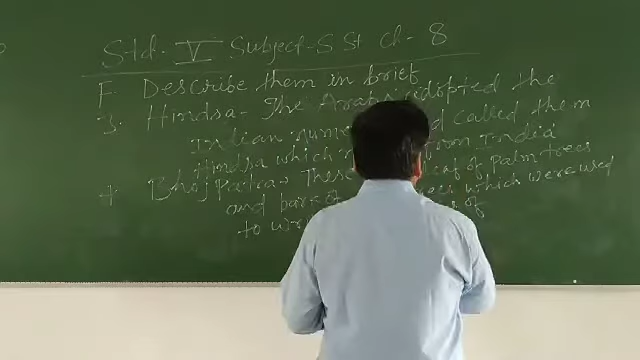 Std. V Subject-S St ch-8
F. Describe them in brief
3. Hindsa- The Arabs adopted the
Indian called them
Hindsa which from India
4. Bhoj Patra- These leaf of Palm trees
and bark of trees which were used
to of